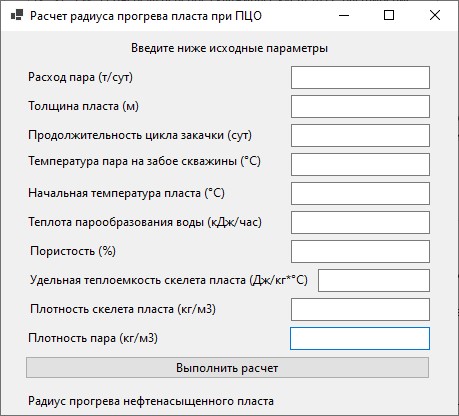 Расчет радиуса прогрева пласта при ПЦО
Введите ниже исходные параметры
Расход пара (т/сут)
Толщина пласта (м)
Продолжительность цикла закачки (сут)
Температура пара на забое скважины (°С)
Начальная температура пласта (°С)
Теплота парообразования воды (кДж/час)
Пористость (%)
Удельная теплоемкость скелета пласта (Дж/кг*°С)
Плотность скелета пласта (кг/м3)
Плотность пара (кг/м3)
Выполнить расчет
Радиус прогрева нефтенасыщенного пласта